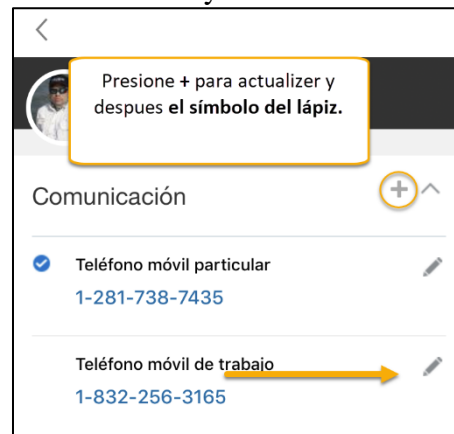 Presione + para actualizer y
despues el símbolo del lápiz.
Comunicación
Teléfono móvil particular
1-281-738-7435
Teléfono móvil de trabajo
1-832-256-3165